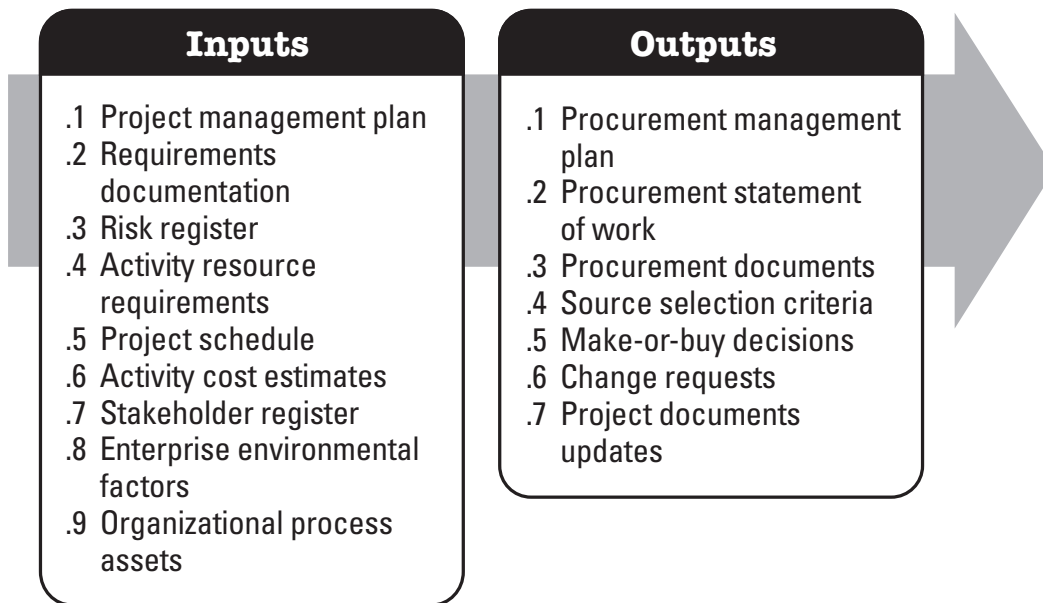 Inputs
.1 Project management plan
.2 Requirements
documentation
.3 Risk register
.4 Activity resource
requirements
.5 Project schedule
.6 Activity cost estimates
.7 Stakeholder register
.8 Enterprise environmental
factors
.9 Organizational process
assets
Outputs
.1 Procurement management
plan
.2 Procurement statement
of work
.3 Procurement documents
.4 Source selection criteria
.5 Make-or-buy decisions
.6 Change requests
.7 Project documents
updates